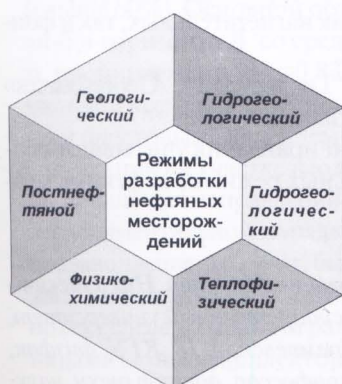 Геологи-
ческий
Гидрогео-
логический
Режимы
разработки
нефтяных
месторож-
дений
Постнеф-
тяной
Гидрогео-
логичес-
кий
Физико-
химический
Теплофи-
зический